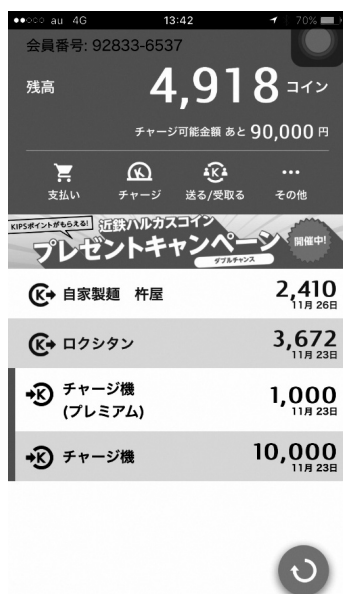 au 4G 13:42 70%
会員番号: 92833-6537
残高 4,918 コイン
チャージ可能金額 あと 90,000 円
支払い チャージ 送る/受取る その他
KIPSポイントがもらえる! 近鉄ハルカスコイン
プレゼントキャンペーン 開催中!
ダブルチャンス
自家製麺 杵屋 2,410
11月 26日
ロクシタン 3,672
11月 23日
チャージ機
(プレミアム) 1,000
11月 23日
チャージ機 10,000
11月 23日